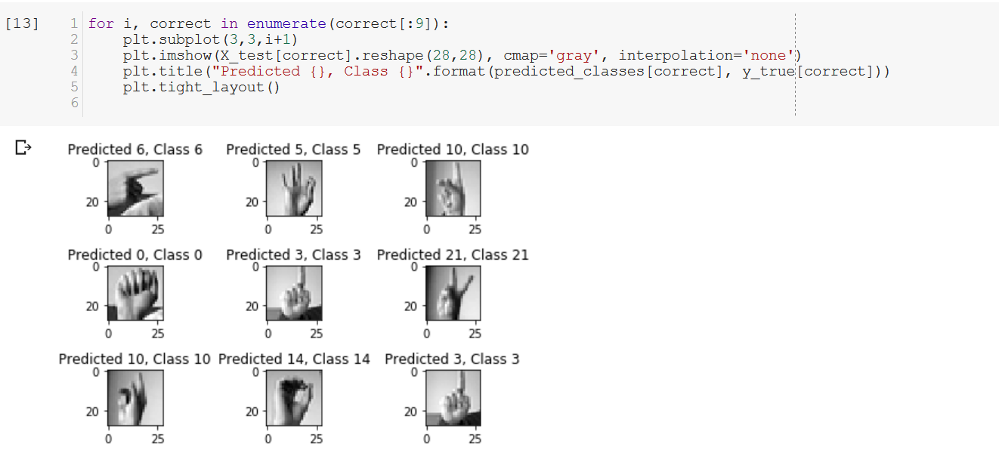 [13]
1 for i, correct in enumerate(correct[:9]):
2     plt.subplot(3,3,i+1)
3     plt.imshow(X_test[correct].reshape(28,28), cmap='gray', interpolation='none')
4     plt.title("Predicted {}, Class {}".format(predicted_classes[correct], y_true[correct]))
5     plt.tight_layout()
6
Predicted 6, Class 6 Predicted 5, Class 5 Predicted 10, Class 10
0 0 0
20 20 20
0 25 0 25 0 25
Predicted 0, Class 0 Predicted 3, Class 3 Predicted 21, Class 21
0 0 0
20 20 20
0 25 0 25 0 25
Predicted 10, Class 10 Predicted 14, Class 14 Predicted 3, Class 3
0 0 0
20 20 20
0 25 0 25 0 25